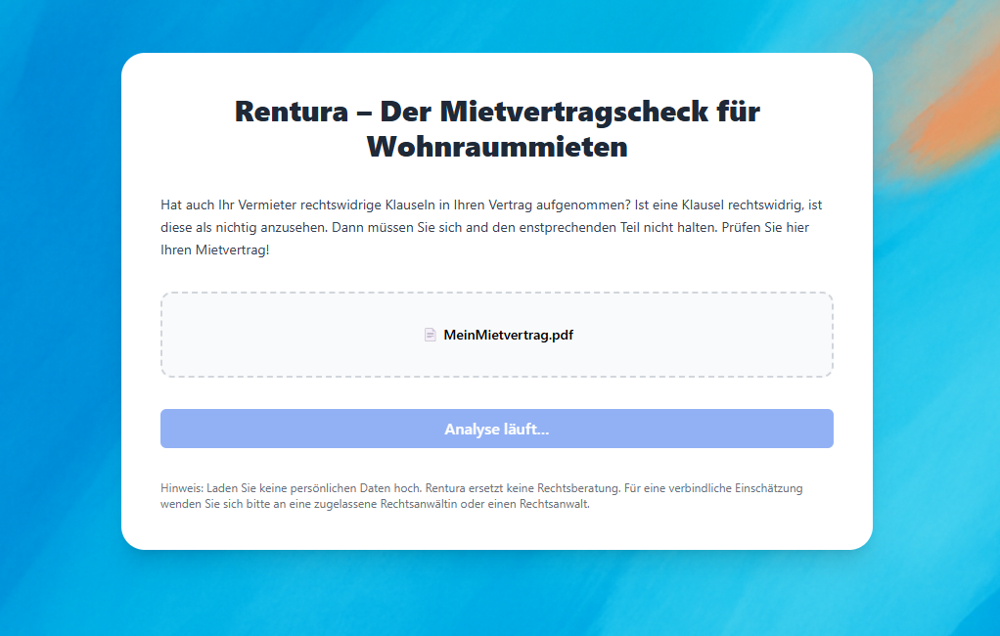 Rentura – Der Mietvertragscheck für
Wohnraummieten
Hat auch Ihr Vermieter rechtswidrige Klauseln in Ihren Vertrag aufgenommen? Ist eine Klausel rechtswidrig, ist
diese als nichtig anzusehen. Dann müssen Sie sich and den enstprechenden Teil nicht halten. Prüfen Sie hier
Ihren Mietvertrag!
MeinMietvertrag.pdf
Analyse läuft...
Hinweis: Laden Sie keine persönlichen Daten hoch. Rentura ersetzt keine Rechtsberatung. Für eine verbindliche Einschätzung
wenden Sie sich bitte an eine zugelassene Rechtsanwältin oder einen Rechtsanwalt.